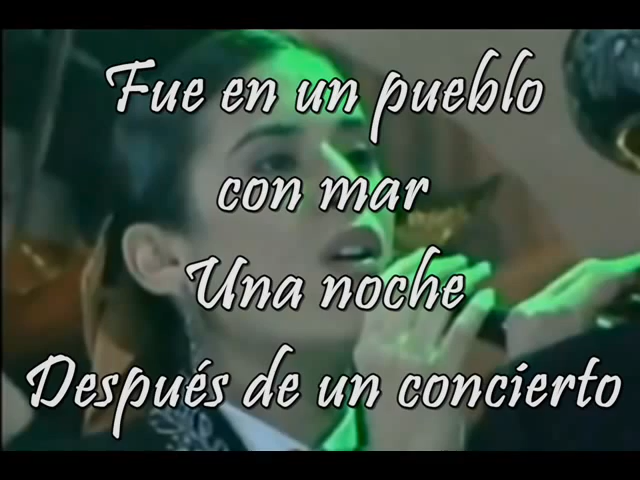 Fue en un pueblo
con mar
Una noche
Después de un concierto